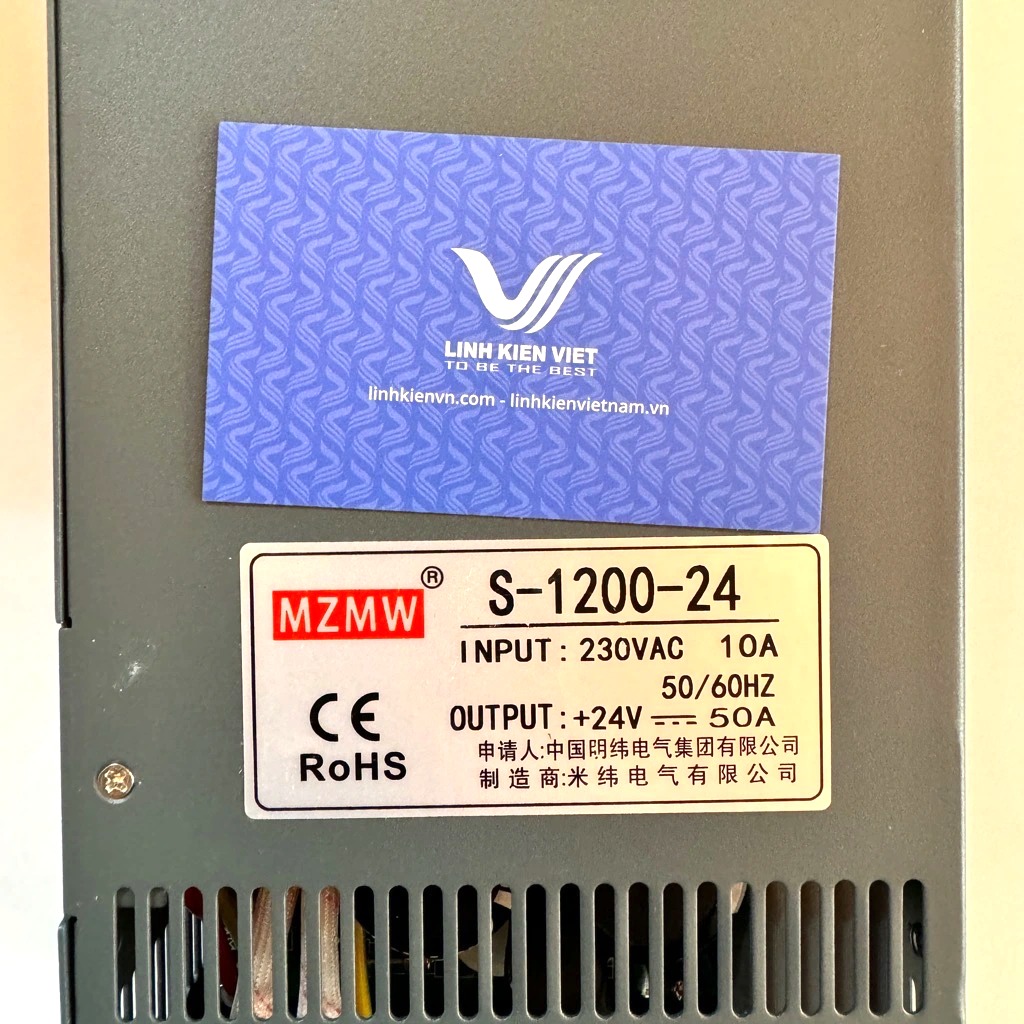 LINH KIEN VIET
TO BE THE BEST
linhkienvn.com - linhkienvietnam.vn
MZMW®
S-1200-24
INPUT: 230VAC 10A
50/60HZ
OUTPUT: +24V ⎓ 50A
CE
RoHS
申请人:中国明纬电气集团有限公司
制造商:米纬电气有限公司